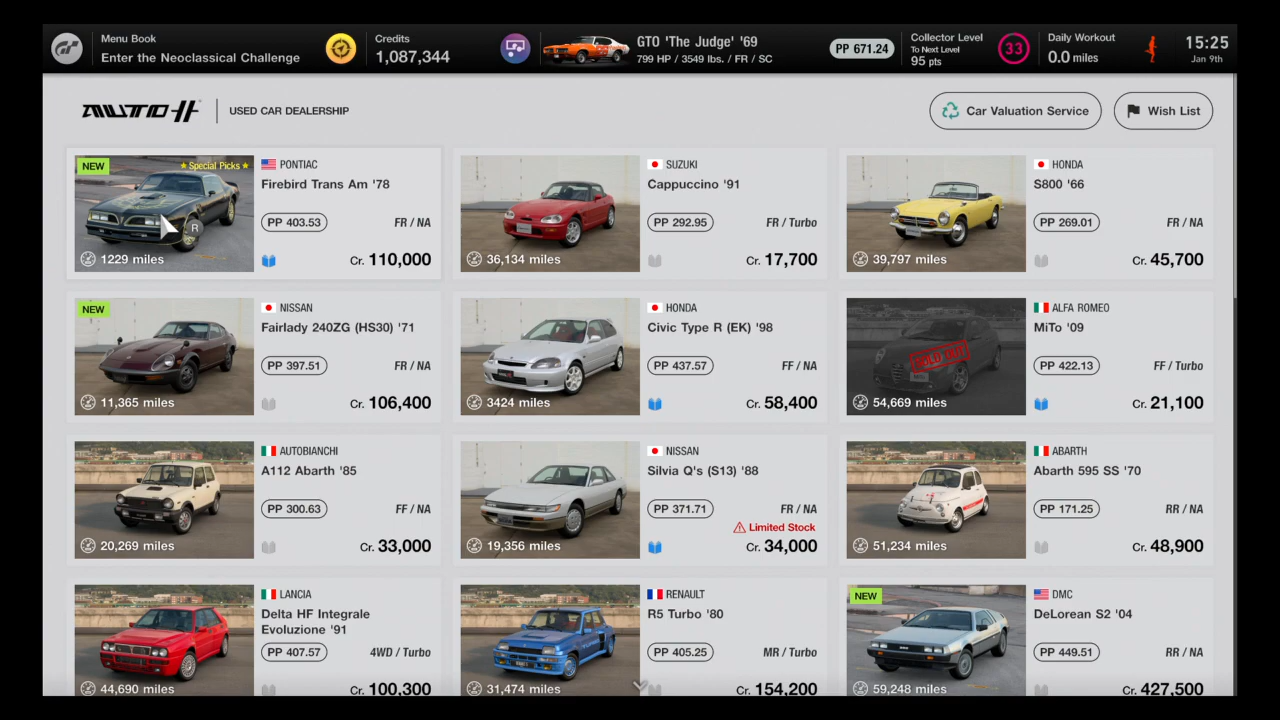 Menu Book
Enter the Neoclassical Challenge
Credits
1,087,344
GTO 'The Judge' '69
799 HP / 3549 lbs. / FR / SC
PP 671.24
Collector Level
To Next Level
95 pts
33
Daily Workout
0.0 miles
15:25
Jan 9th
AUTO
USED CAR DEALERSHIP
Car Valuation Service
Wish List
NEW
★ Special Picks ★
R
1229 miles
PONTIAC
Firebird Trans Am '78
PP 403.53
FR / NA
Cr. 110,000
36,134 miles
SUZUKI
Cappuccino '91
PP 292.95
FR / Turbo
Cr. 17,700
39,797 miles
HONDA
S800 '66
PP 269.01
FR / NA
Cr. 45,700
NEW
11,365 miles
NISSAN
Fairlady 240ZG (HS30) '71
PP 397.51
FR / NA
Cr. 106,400
3424 miles
HONDA
Civic Type R (EK) '98
PP 437.57
FF / NA
Cr. 58,400
SOLD OUT
54,669 miles
ALFA ROMEO
MiTo '09
PP 422.13
FF / Turbo
Cr. 21,100
20,269 miles
AUTOBIANCHI
A112 Abarth '85
PP 300.63
FF / NA
Cr. 33,000
19,356 miles
NISSAN
Silvia Q's (S13) '88
PP 371.71
FR / NA
Limited Stock
Cr. 34,000
51,234 miles
ABARTH
Abarth 595 SS '70
PP 171.25
RR / NA
Cr. 48,900
44,690 miles
LANCIA
Delta HF Integrale
Evoluzione '91
PP 407.57
4WD / Turbo
Cr. 100,300
31,474 miles
RENAULT
R5 Turbo '80
PP 405.25
MR / Turbo
Cr. 154,200
NEW
59,248 miles
DMC
DeLorean S2 '04
PP 449.51
RR / NA
Cr. 427,500